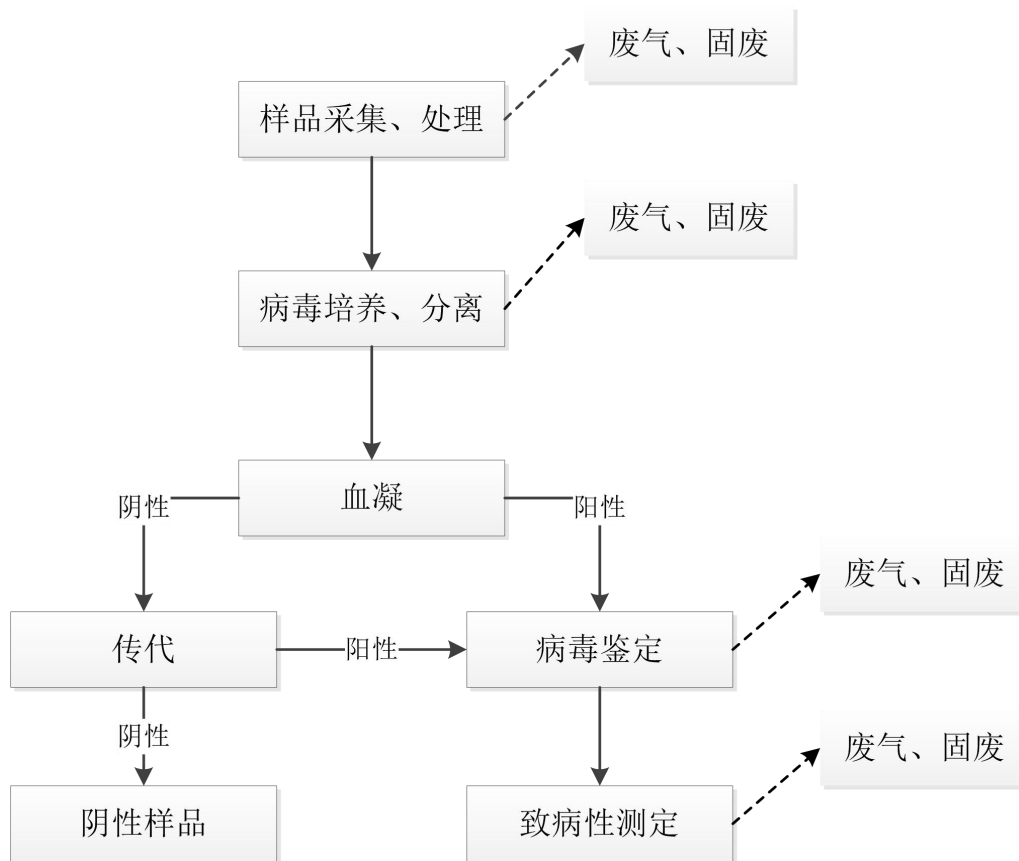 废气、固废
样品采集、处理
废气、固废
病毒培养、分离
血凝
阴性
阳性
废气、固废
传代
阳性
病毒鉴定
阴性
废气、固废
阴性样品
致病性测定